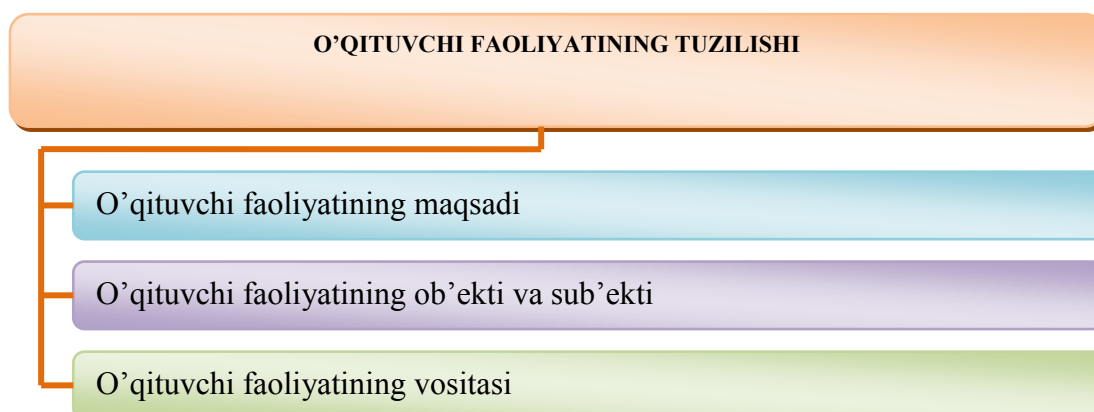 O’QITUVCHI FAOLIYATINING TUZILISHI
O’qituvchi faoliyatining maqsadi
O’qituvchi faoliyatining ob’ekti va sub’ekti
O’qituvchi faoliyatining vositasi